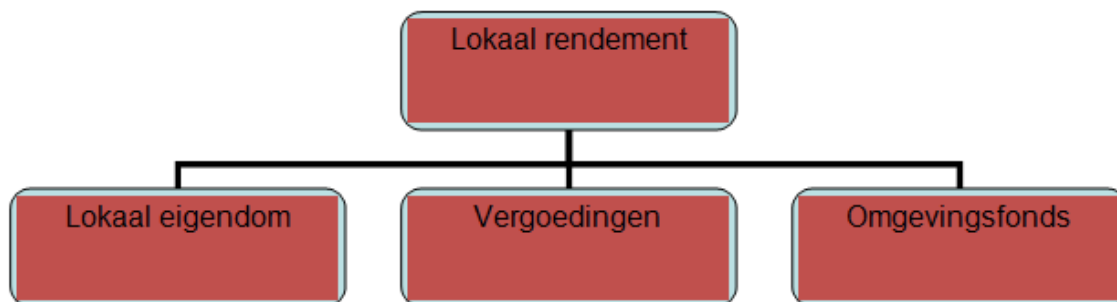 Lokaal rendement
Lokaal eigendom
Vergoedingen
Omgevingsfonds